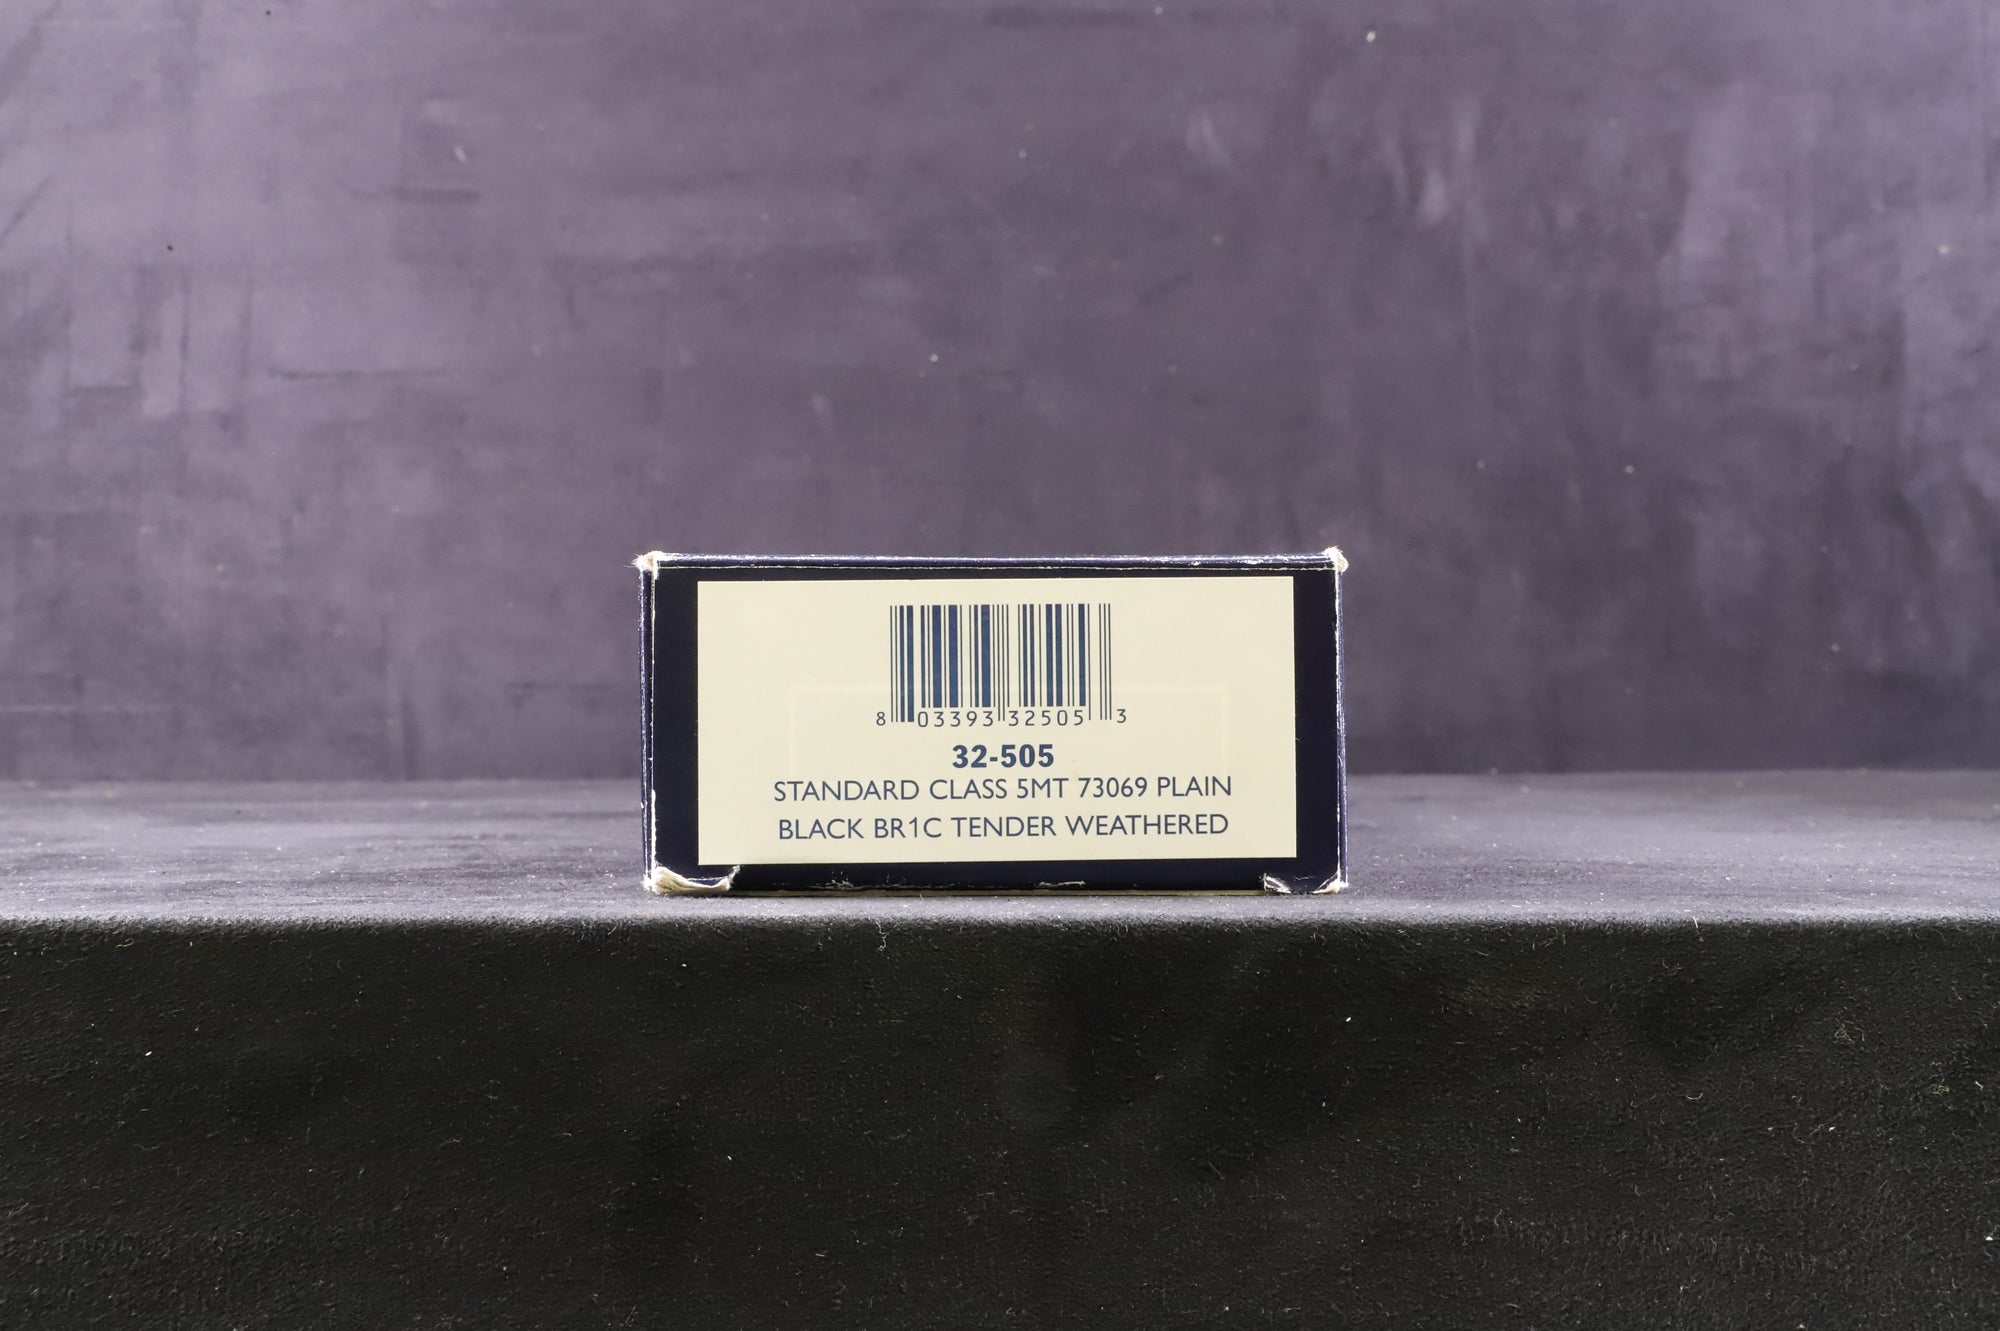 8 03393 32505 3
32-505
STANDARD CLASS 5MT 73069 PLAIN
BLACK BR1C TENDER WEATHERED